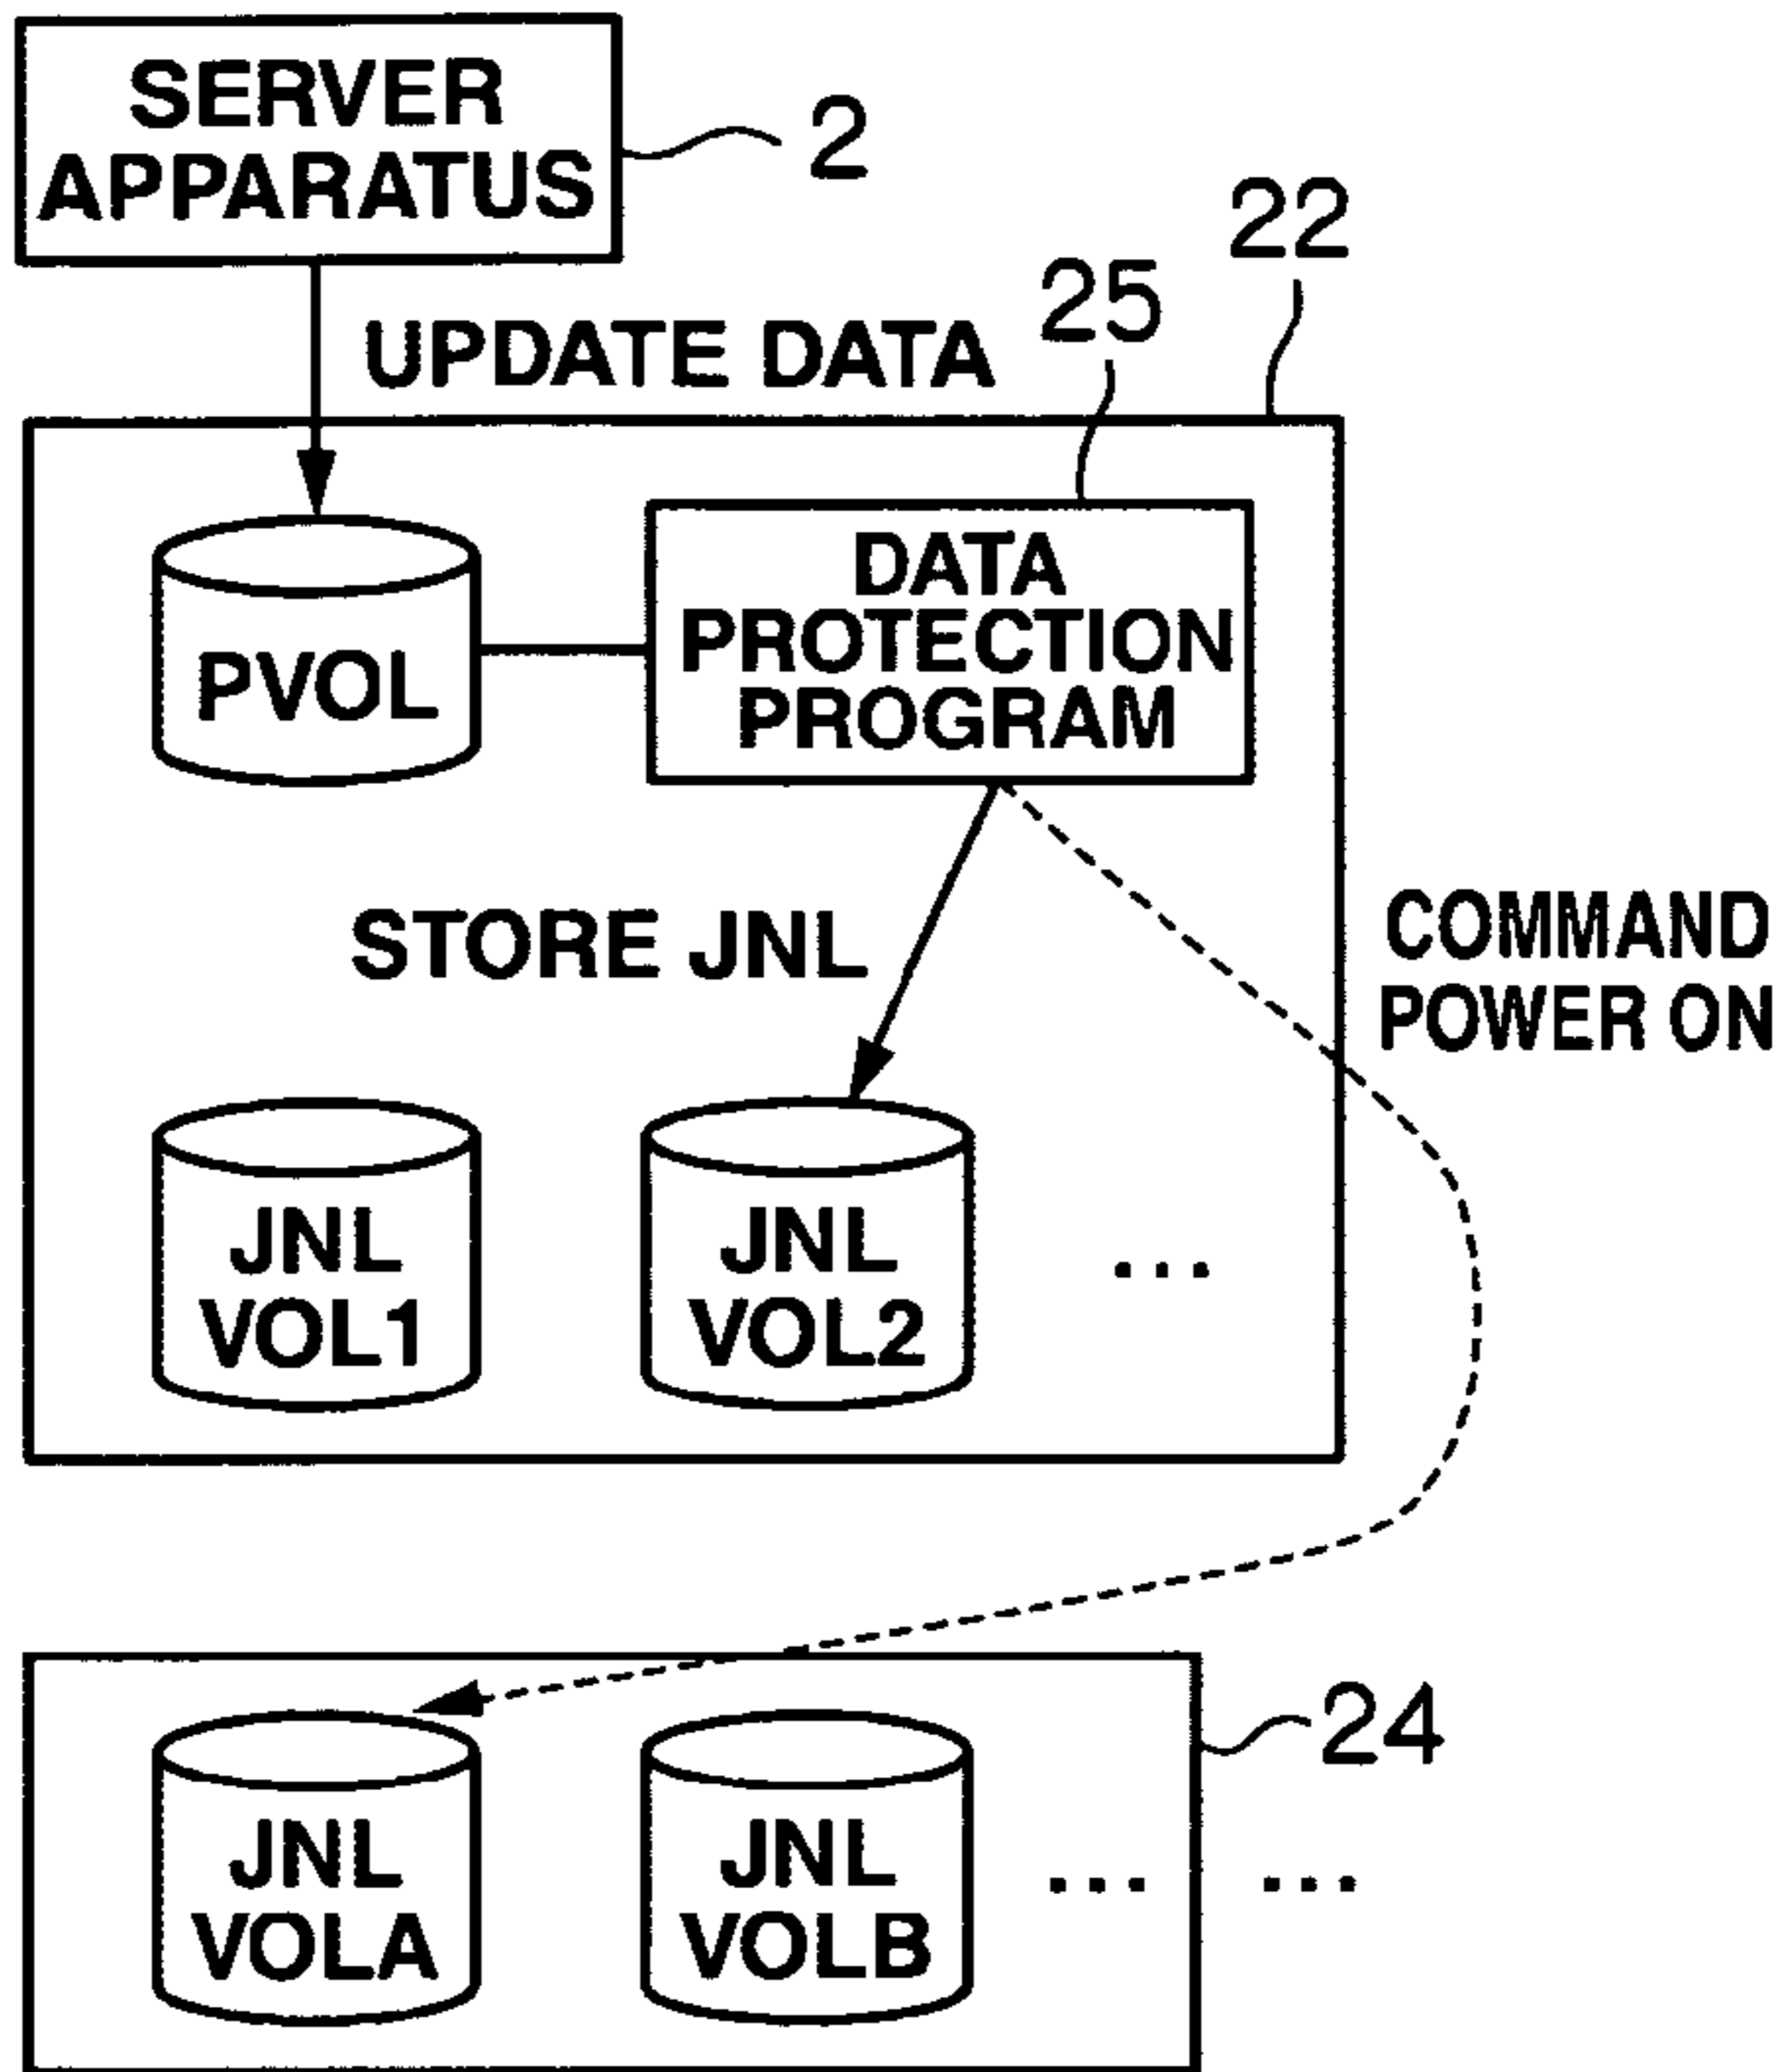 SERVER
APPARATUS
2
22
25
UPDATE DATA
DATA
PROTECTION
PROGRAM
PVOL
STORE JNL
COMMAND
POWER ON
JNL
VOL1
JNL
VOL2
...
24
JNL
VOLA
JNL
VOLB
...
...